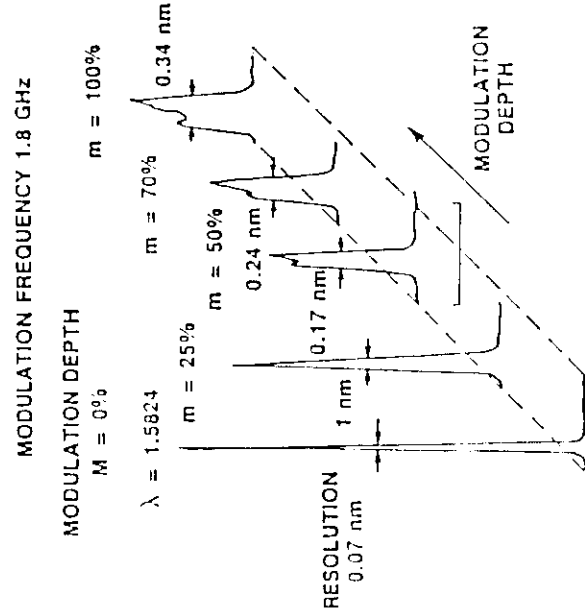 MODULATION FREQUENCY 1.8 GHz
MODULATION DEPTH
M = 0%
λ = 1.5824
m = 25%
m = 50%
m = 70%
m = 100%
0.34 nm
0.24 nm
0.17 nm
1 nm
RESOLUTION
0.07 nm
MODULATION
DEPTH